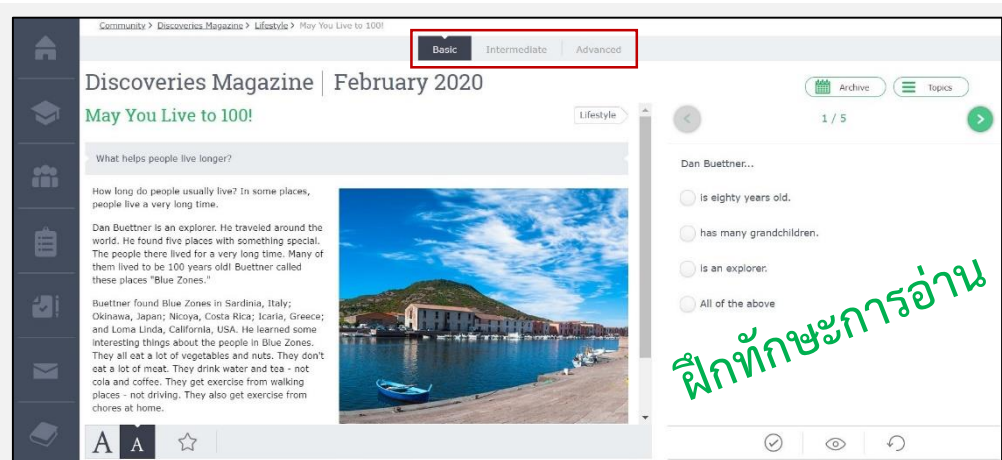 Community > Discoveries Magazine > Lifestyle > May You Live to 100!
Basic Intermediate Advanced
Discoveries Magazine | February 2020
May You Live to 100!
Lifestyle
What helps people live longer?
How long do people usually live? In some places,
people live a very long time.
Dan Buettner is an explorer. He traveled around the
world. He found five places with something special.
The people there lived for a very long time. Many of
them lived to be 100 years old! Buettner called
these places "Blue Zones."
Buettner found Blue Zones in Sardinia, Italy;
Okinawa, Japan; Nicoya, Costa Rica; Icaria, Greece;
and Loma Linda, California, USA. He learned some
interesting things about the people in Blue Zones.
They all eat a lot of vegetables and nuts. They don't
eat a lot of meat. They drink water and tea - not
cola and coffee. They get exercise from walking
places - not driving. They also get exercise from
chores at home.
A A
Archive Topics
1 / 5
Dan Buettner...
is eighty years old.
has many grandchildren.
is an explorer.
All of the above
ฝึกทักษะการอ่าน